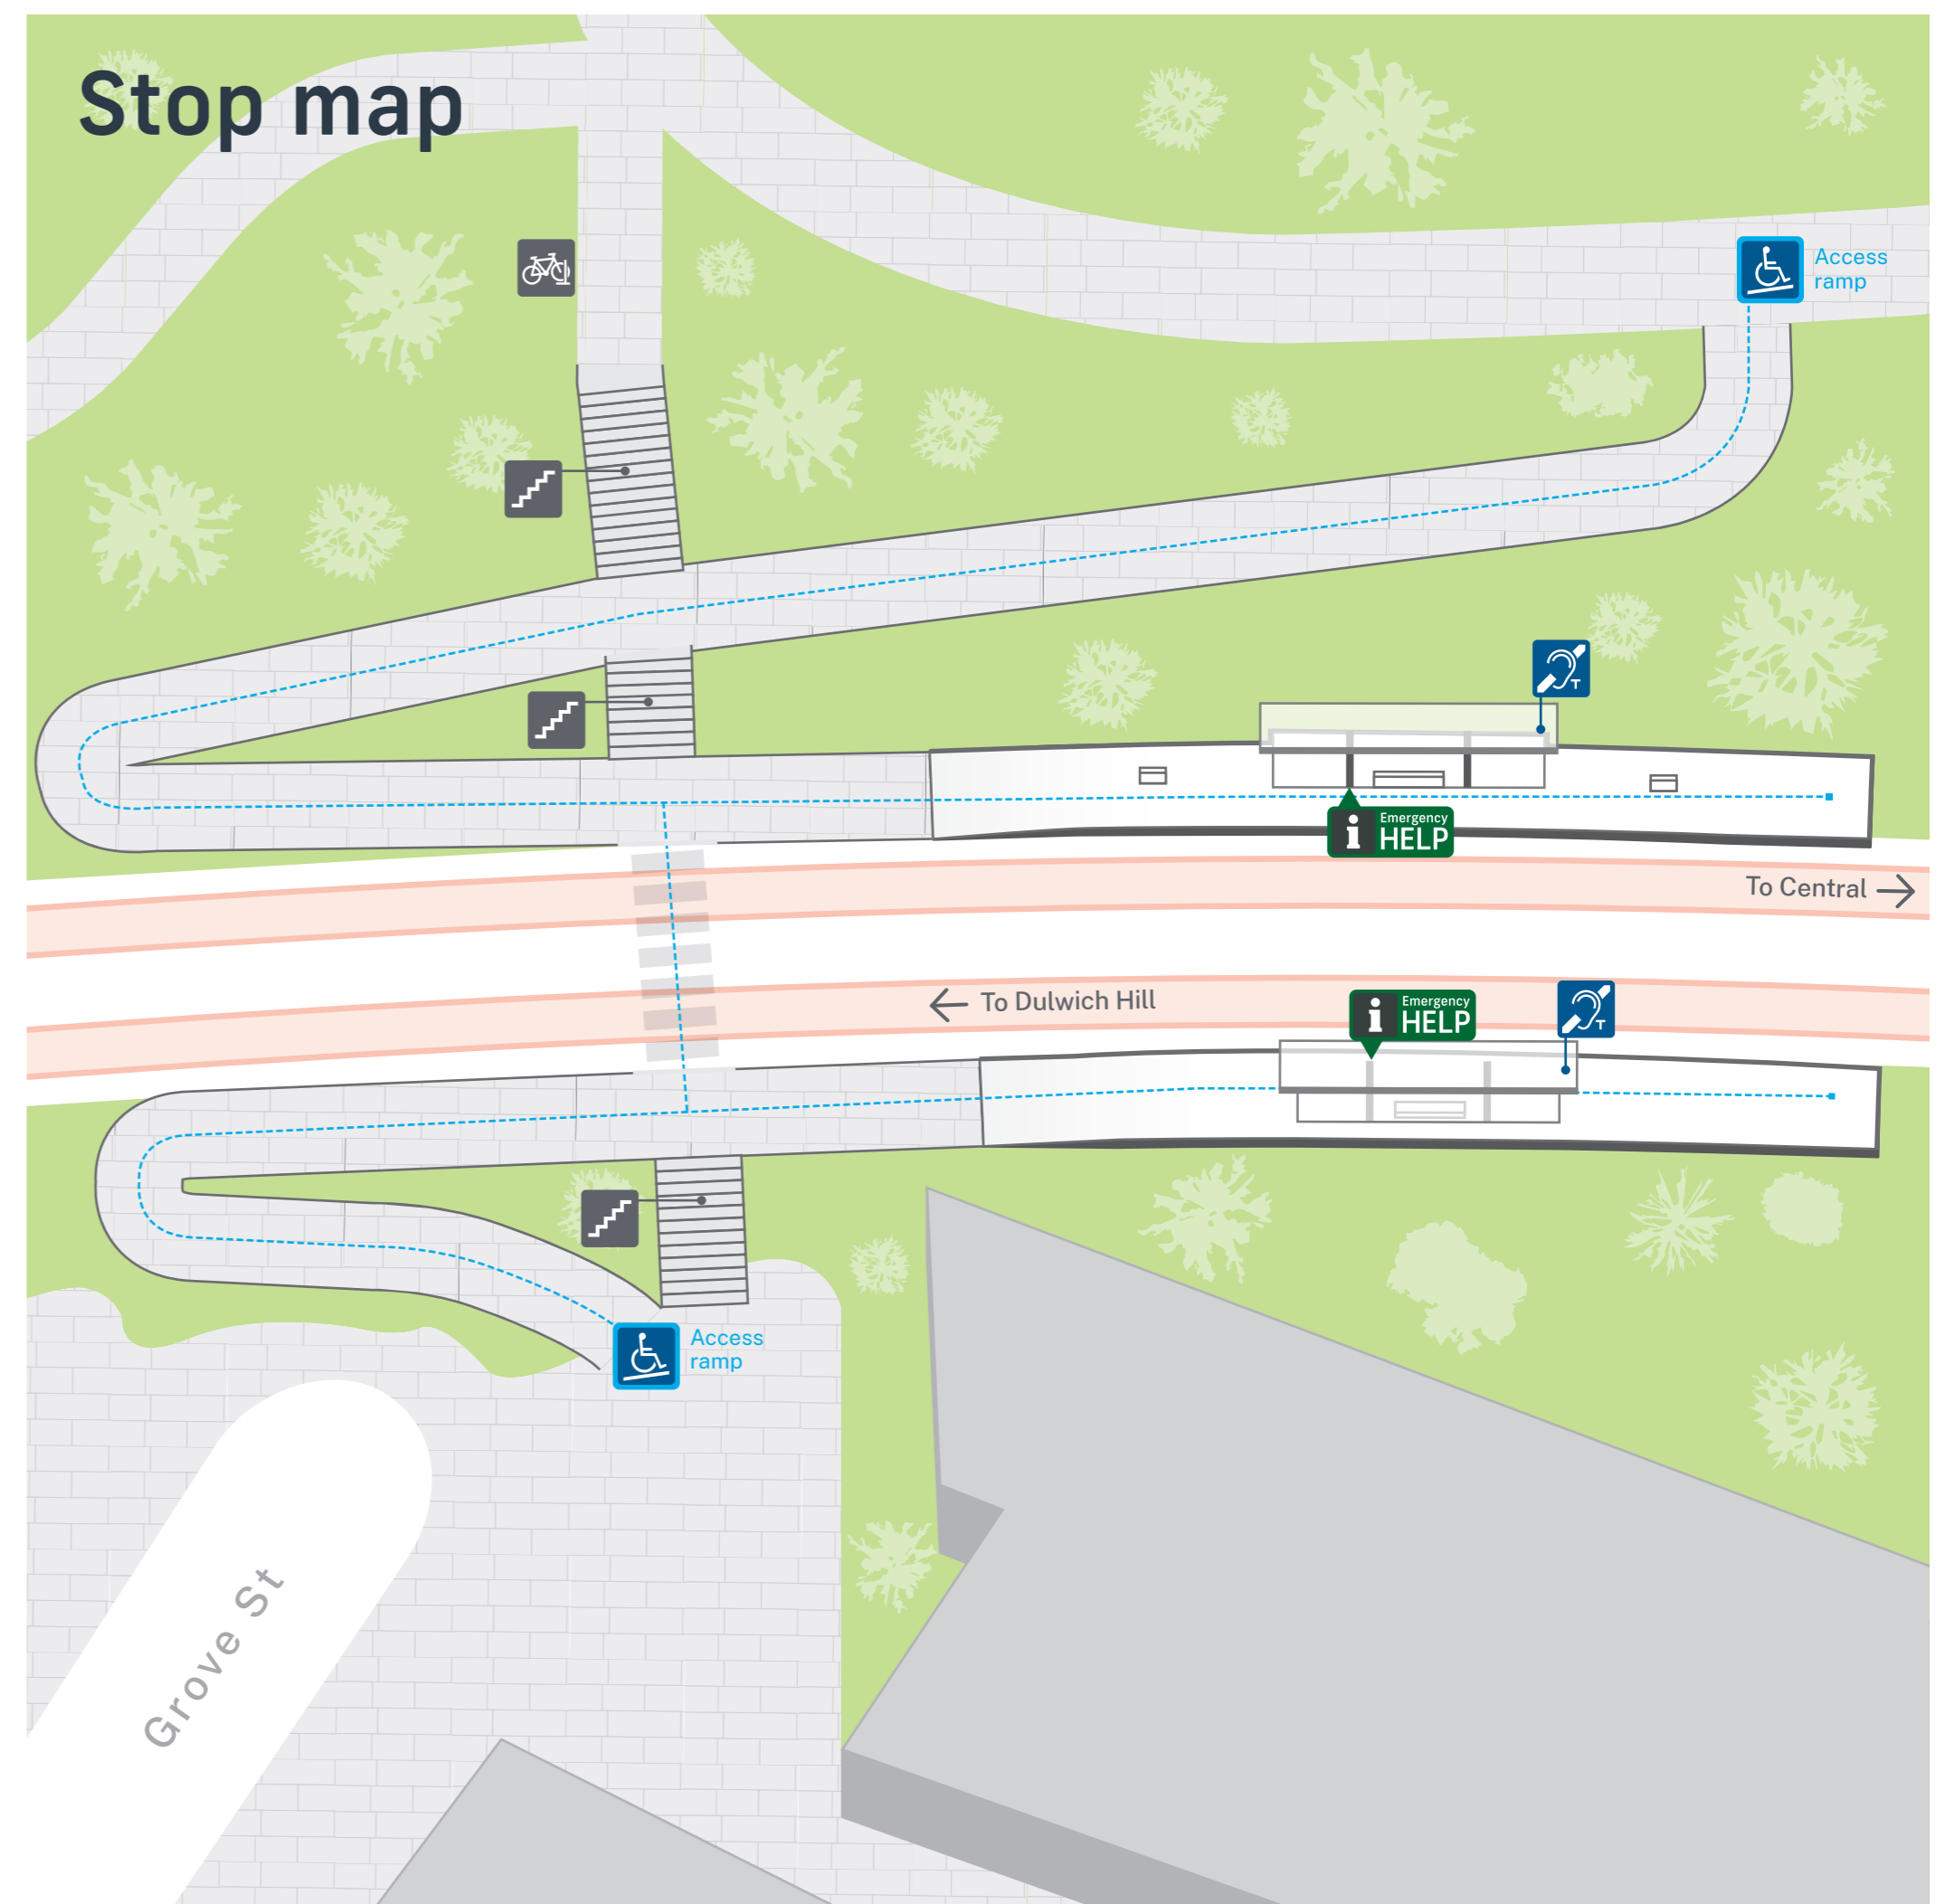 Stop map
Access
ramp
T
Emergency
i HELP
To Central
To Dulwich Hill
Emergency
i HELP
T
Access
ramp
Grove St